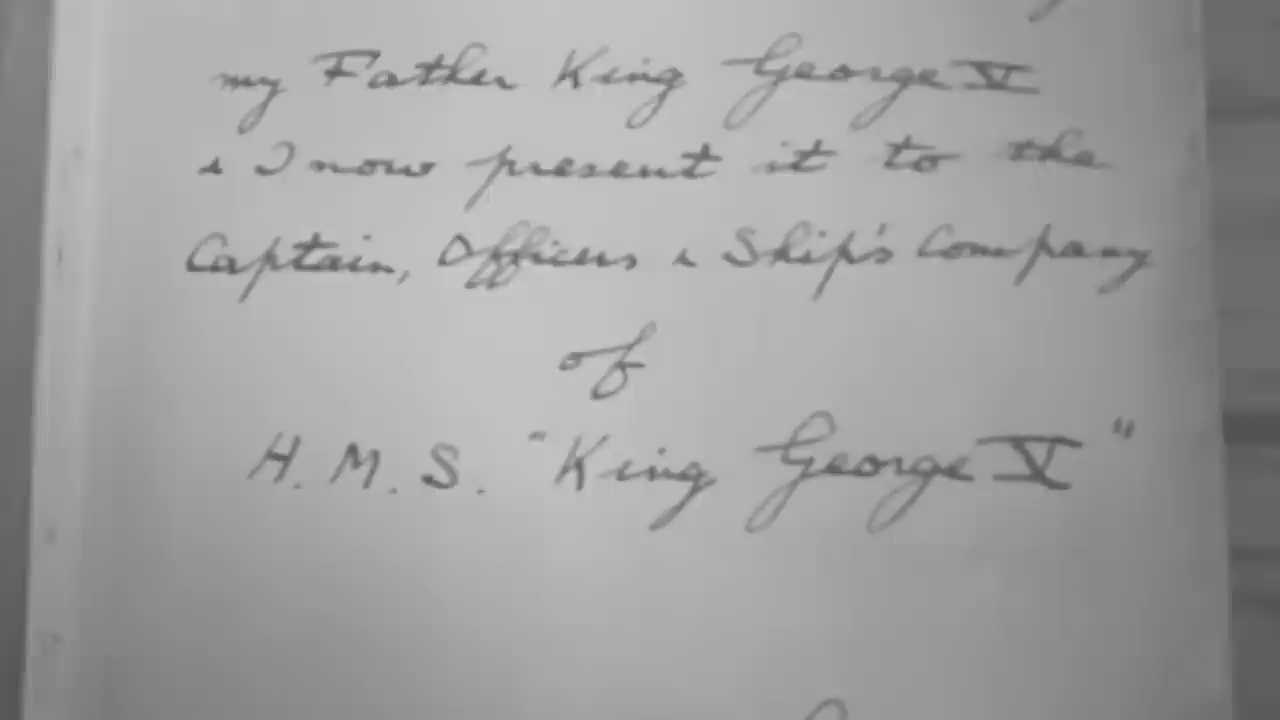 my Father King George V
& I now present it to the
Captain, Officers & Ship's Company
of
H.M.S. "King George V"